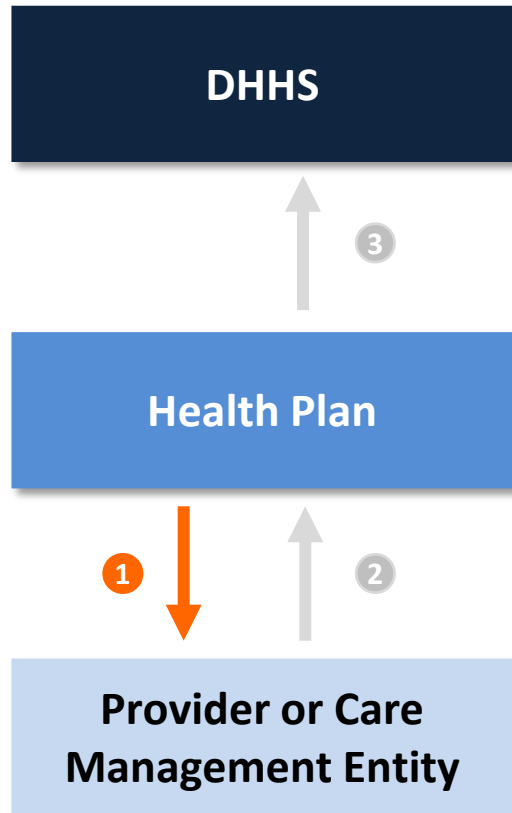 DHHS
3
Health Plan
1
2
Provider or Care
Management Entity